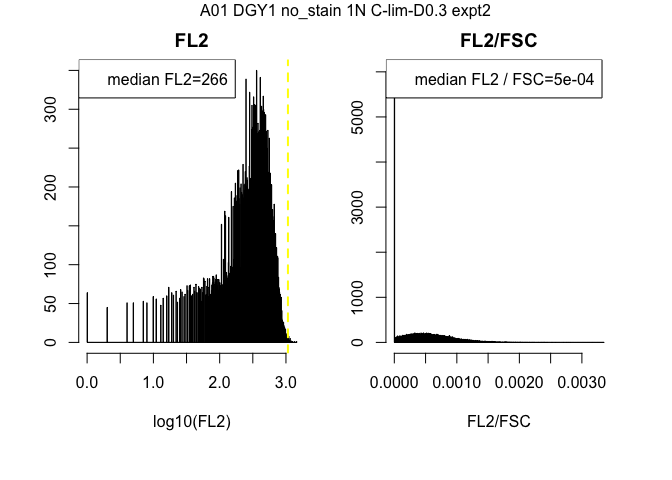 A01 DGY1 no_stain 1N C-lim-D0.3 expt2
FL2
FL2/FSC
median FL2=266
median FL2 / FSC=5e-04
300
200
100
50
0
5000
3000
1000
0
0.0 1.0 2.0 3.0
0.0000 0.0010 0.0020 0.0030
log10(FL2)
FL2/FSC